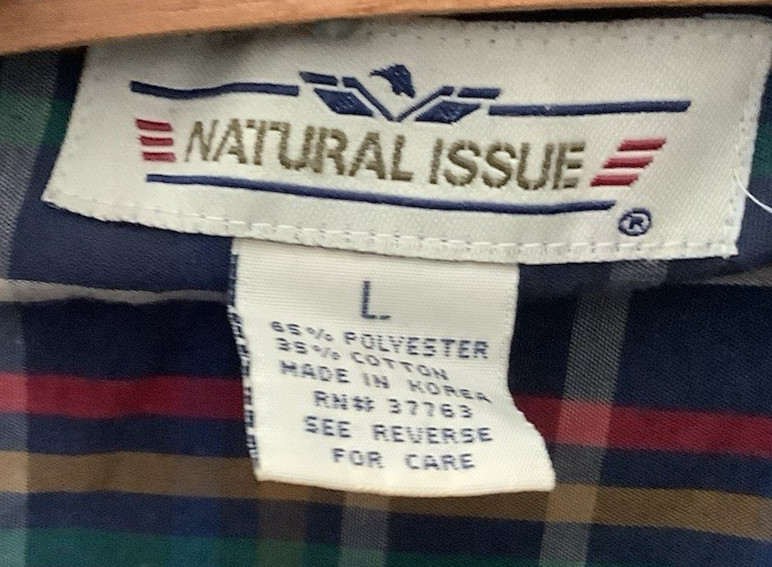 NATURAL ISSUE
®
L
65% POLYESTER
35% COTTON
MADE IN KOREA
RN# 37763
SEE REVERSE
FOR CARE